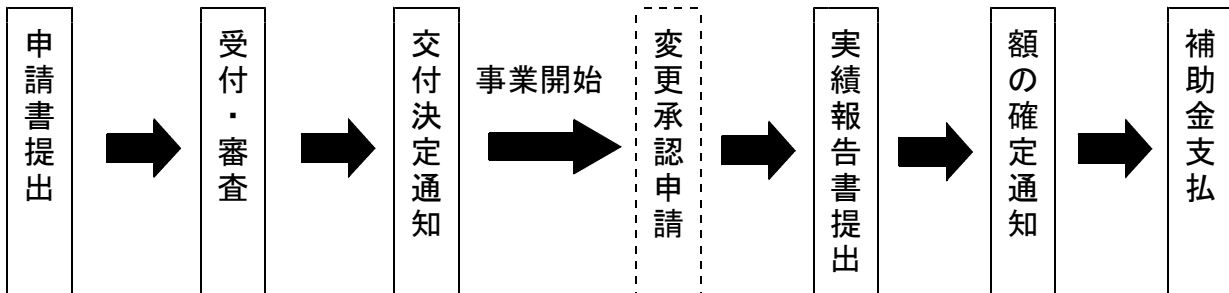 申請書提出
受付・審査
交付決定通知
事業開始
変更承認申請
実績報告書提出
額の確定通知
補助金支払